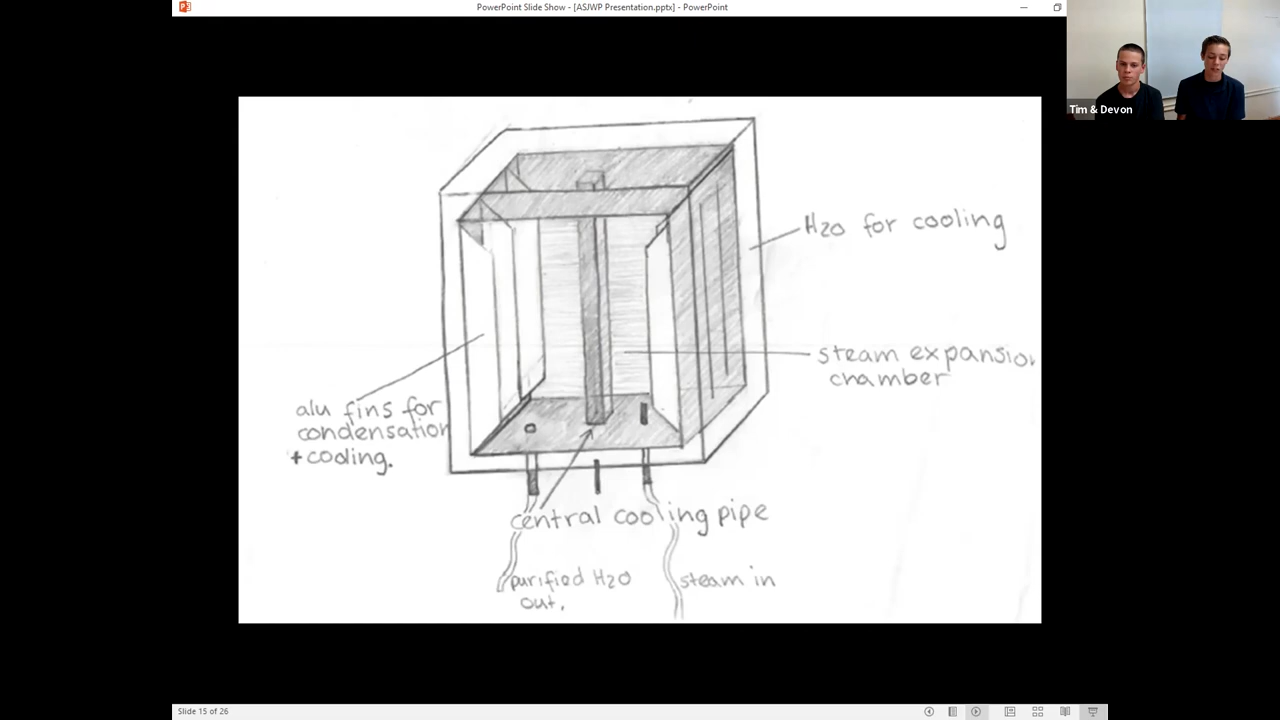 PowerPoint Slide Show - [ASJWP Presentation.pptx] - PowerPoint
Tim & Devon
H2O for cooling
steam expansion
chamber
alu fins for
condensation
+ cooling.
central cooling pipe
purified H2O
out.
steam in
Slide 15 of 26